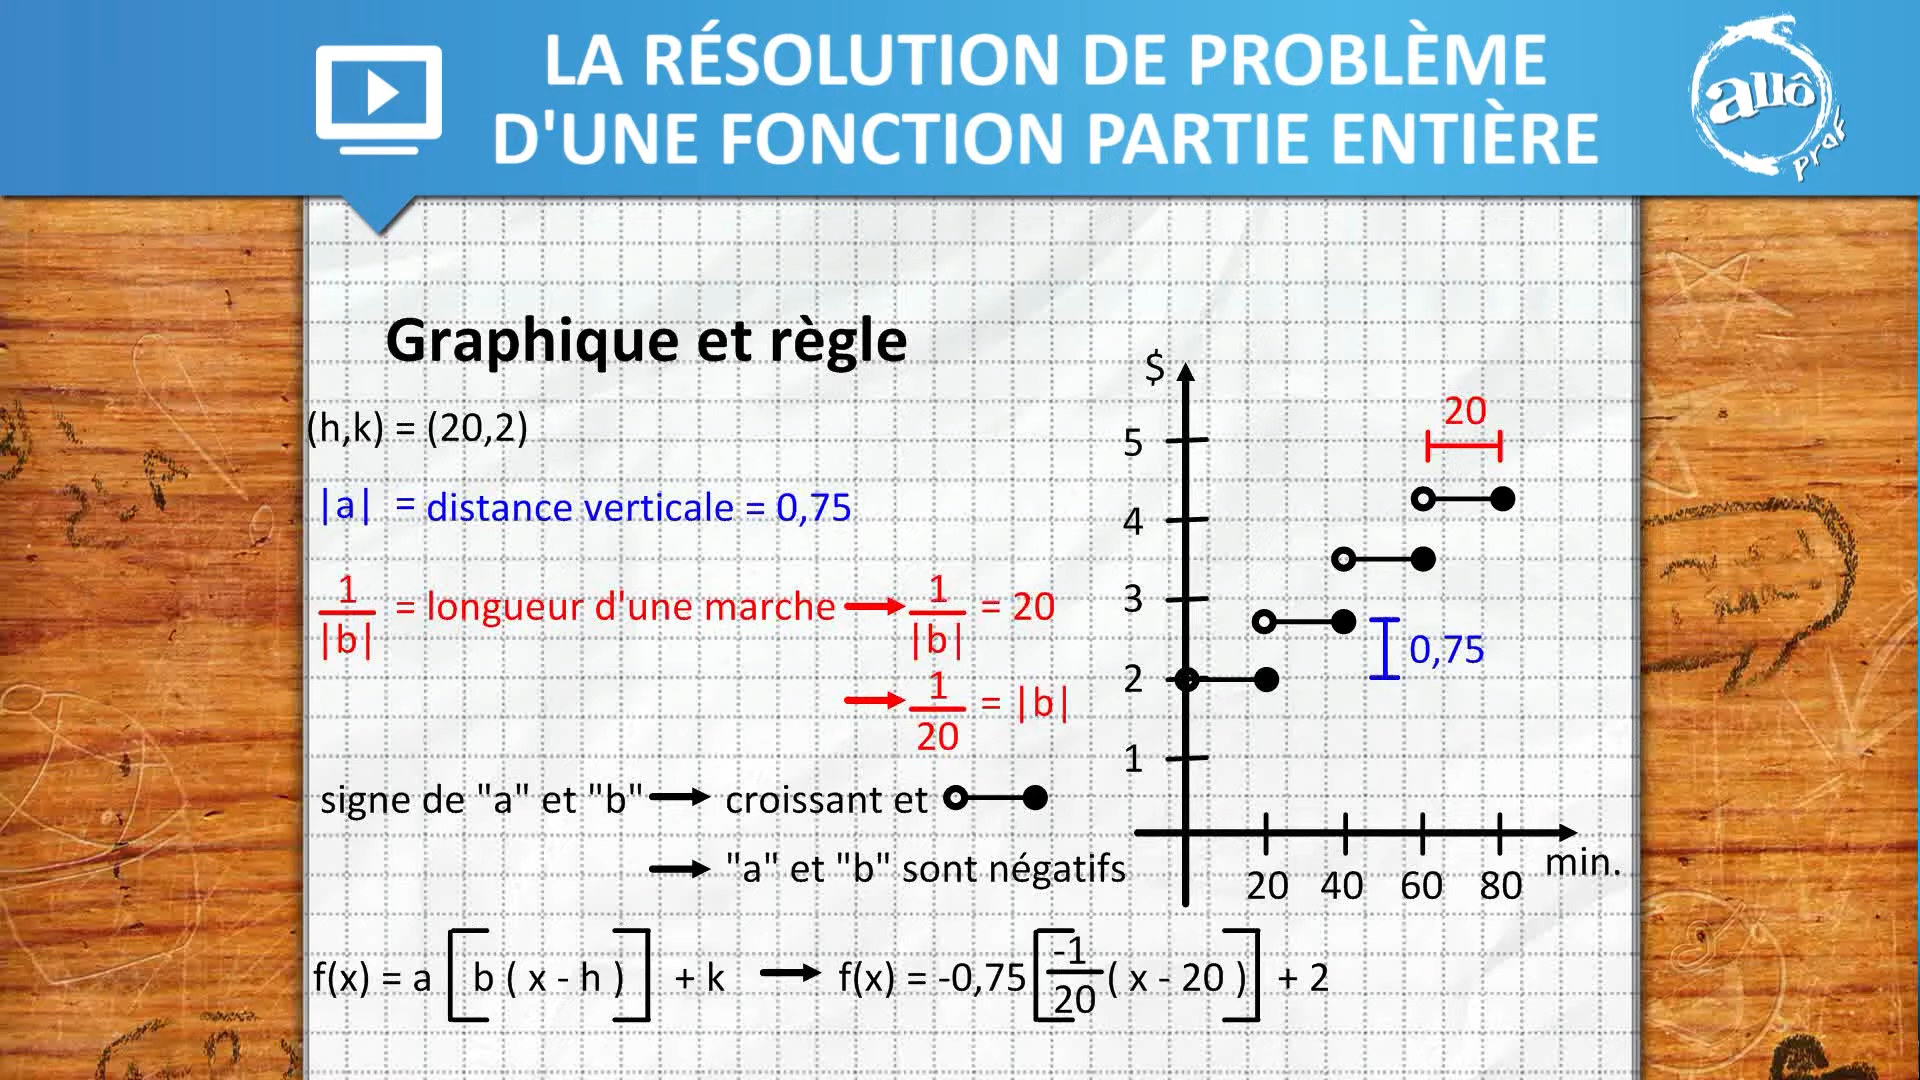 LA RÉSOLUTION DE PROBLÈME
D'UNE FONCTION PARTIE ENTIÈRE
allô
prof
Graphique et règle
(h,k) = (20,2)
|a| = distance verticale = 0,75
1/|b| = longueur d'une marche → 1/|b| = 20
→ 1/20 = |b|
signe de "a" et "b" → croissant et
→ "a" et "b" sont négatifs
f(x) = a [ b ( x - h ) ] + k → f(x) = -0,75 [ -1/20 ( x - 20 ) ] + 2
$
5
4
3
2
1
20
0,75
20 40 60 80
min.